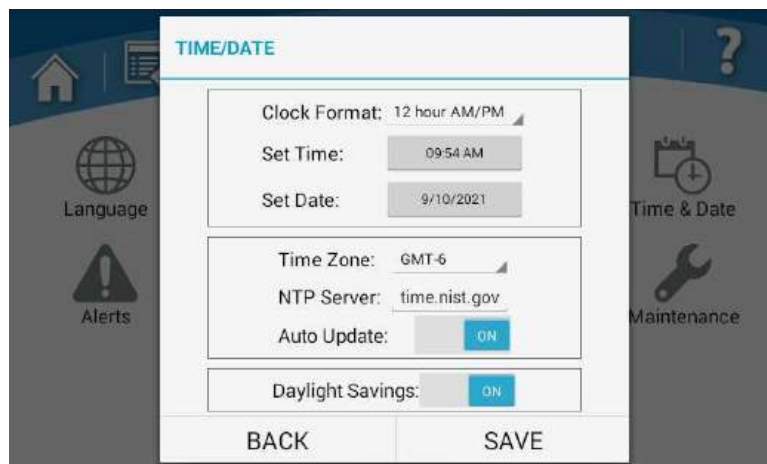 TIME/DATE
?
Clock Format: 12 hour AM/PM
Set Time: 09:54 AM
Set Date: 9/10/2021
Language
Time & Date
Time Zone: GMT-6
NTP Server: time.nist.gov
Alerts
Maintenance
Auto Update: ON
Daylight Savings: ON
BACK SAVE